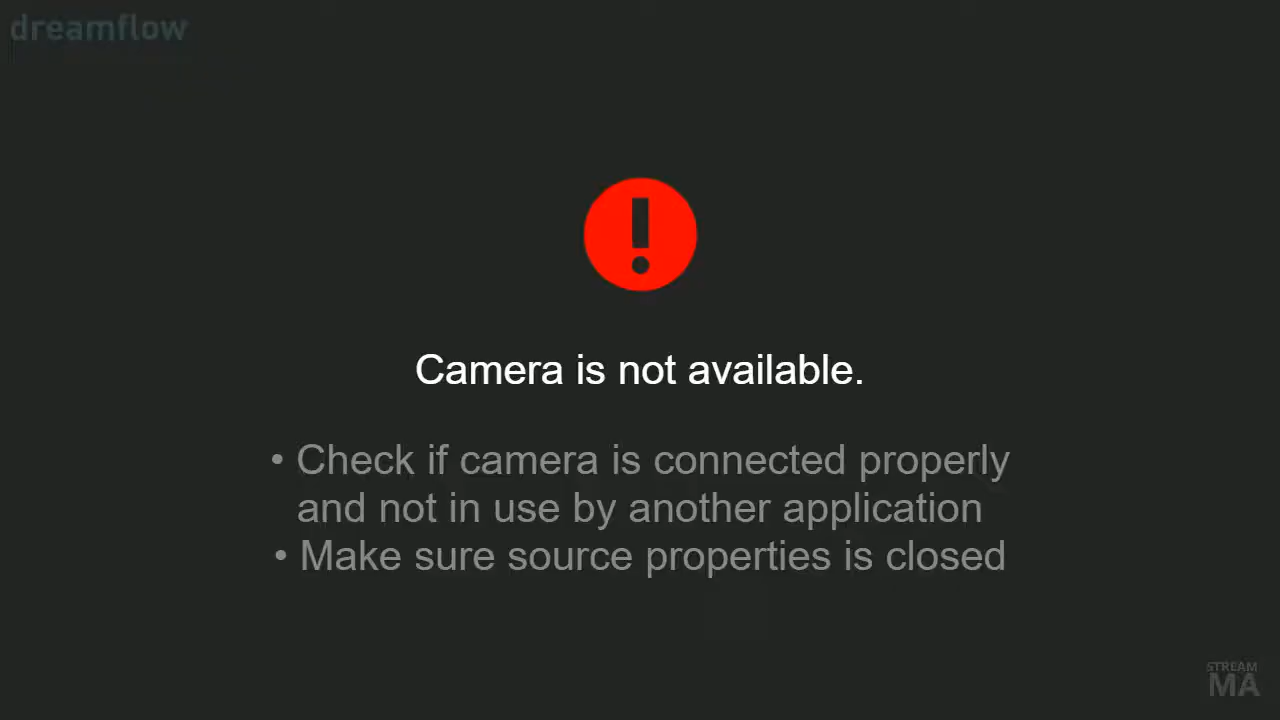 dreamflow
Camera is not available.
• Check if camera is connected properly
and not in use by another application
• Make sure source properties is closed
STREAM
MA